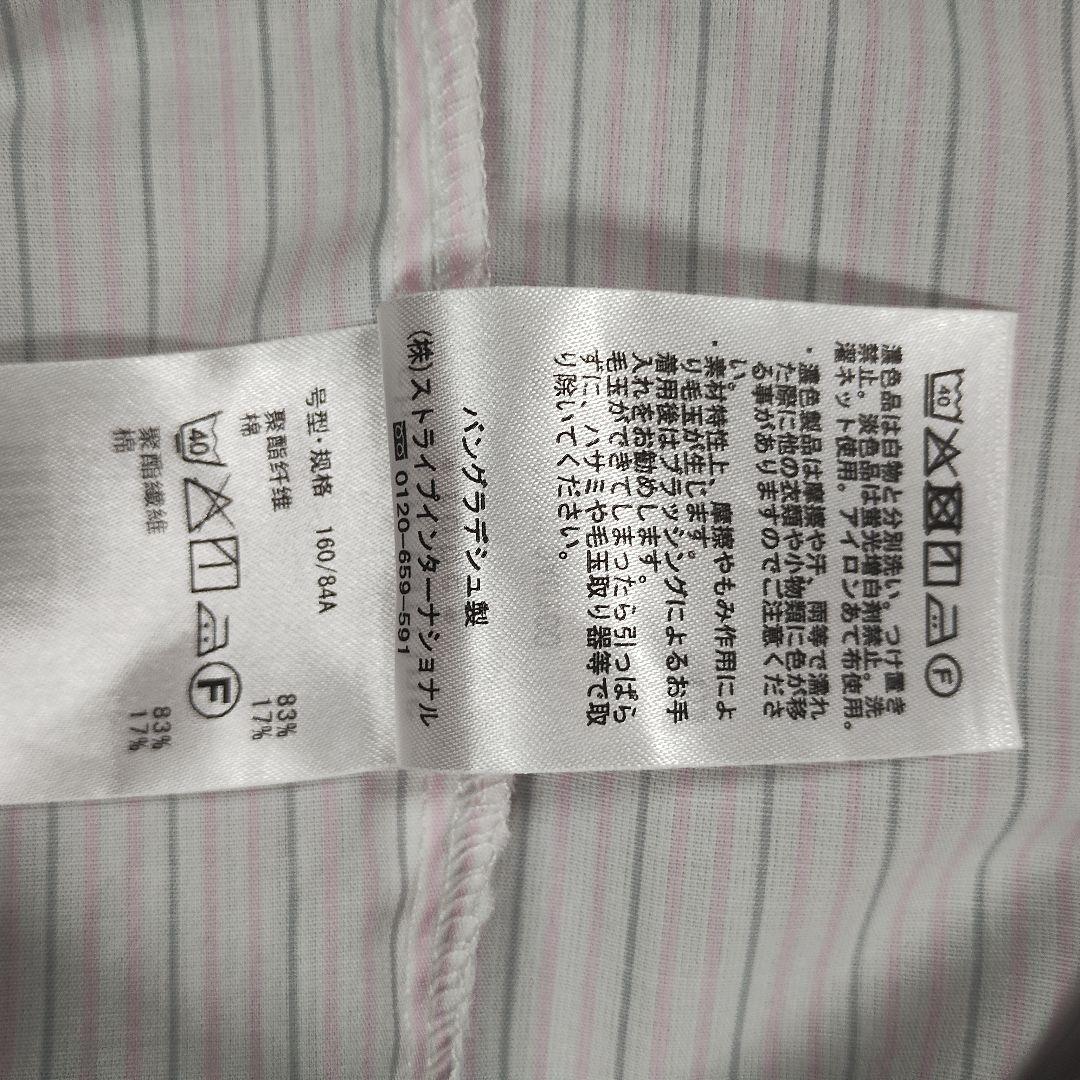 40
濃色品は白物と分別洗い。つけ置き
禁止。淡色品は蛍光増白剤禁止。洗
濯ネット使用。アイロンあて布使用。
・濃色製品は摩擦や汗、雨等で濡れ
た際に他の衣類や小物類に色が移
る事がありますのでご注意くださ
い。
・素材特性上、摩擦やもみ作用によ
り毛玉が生じます。
着用後はブラッシングによるお手
入れをお勧めします。
毛玉ができてしまったら引っぱら
ずに、ハサミや毛玉取り器等で取
り除いてください。
バングラデシュ製
(株)ストライプインターナショナル
0120-659-591
号型・规格 160/84A
聚酯纤维 83%
棉 17%
40
F
聚酯纖維 83%
棉 17%
F